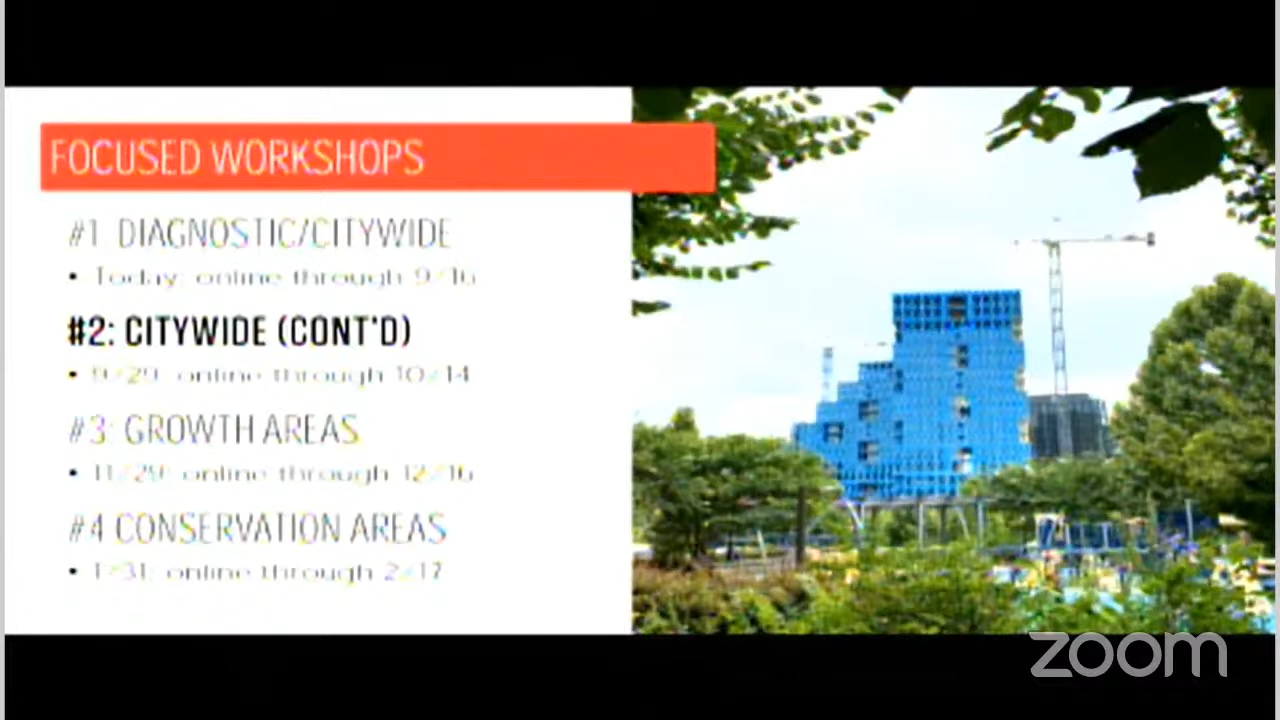 FOCUSED WORKSHOPS
#1: DIAGNOSTIC/CITYWIDE
• Today; online through 9/16
#2: CITYWIDE (CONT'D)
• 9/29; online through 10/14
#3: GROWTH AREAS
• 11/29; online through 12/16
#4 CONSERVATION AREAS
• 1/31; online through 2/17
zoom